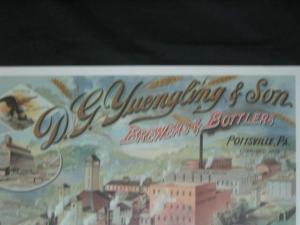 D. G. Yuengling & Son.
Brewers & Bottlers
Pottsville, Pa.